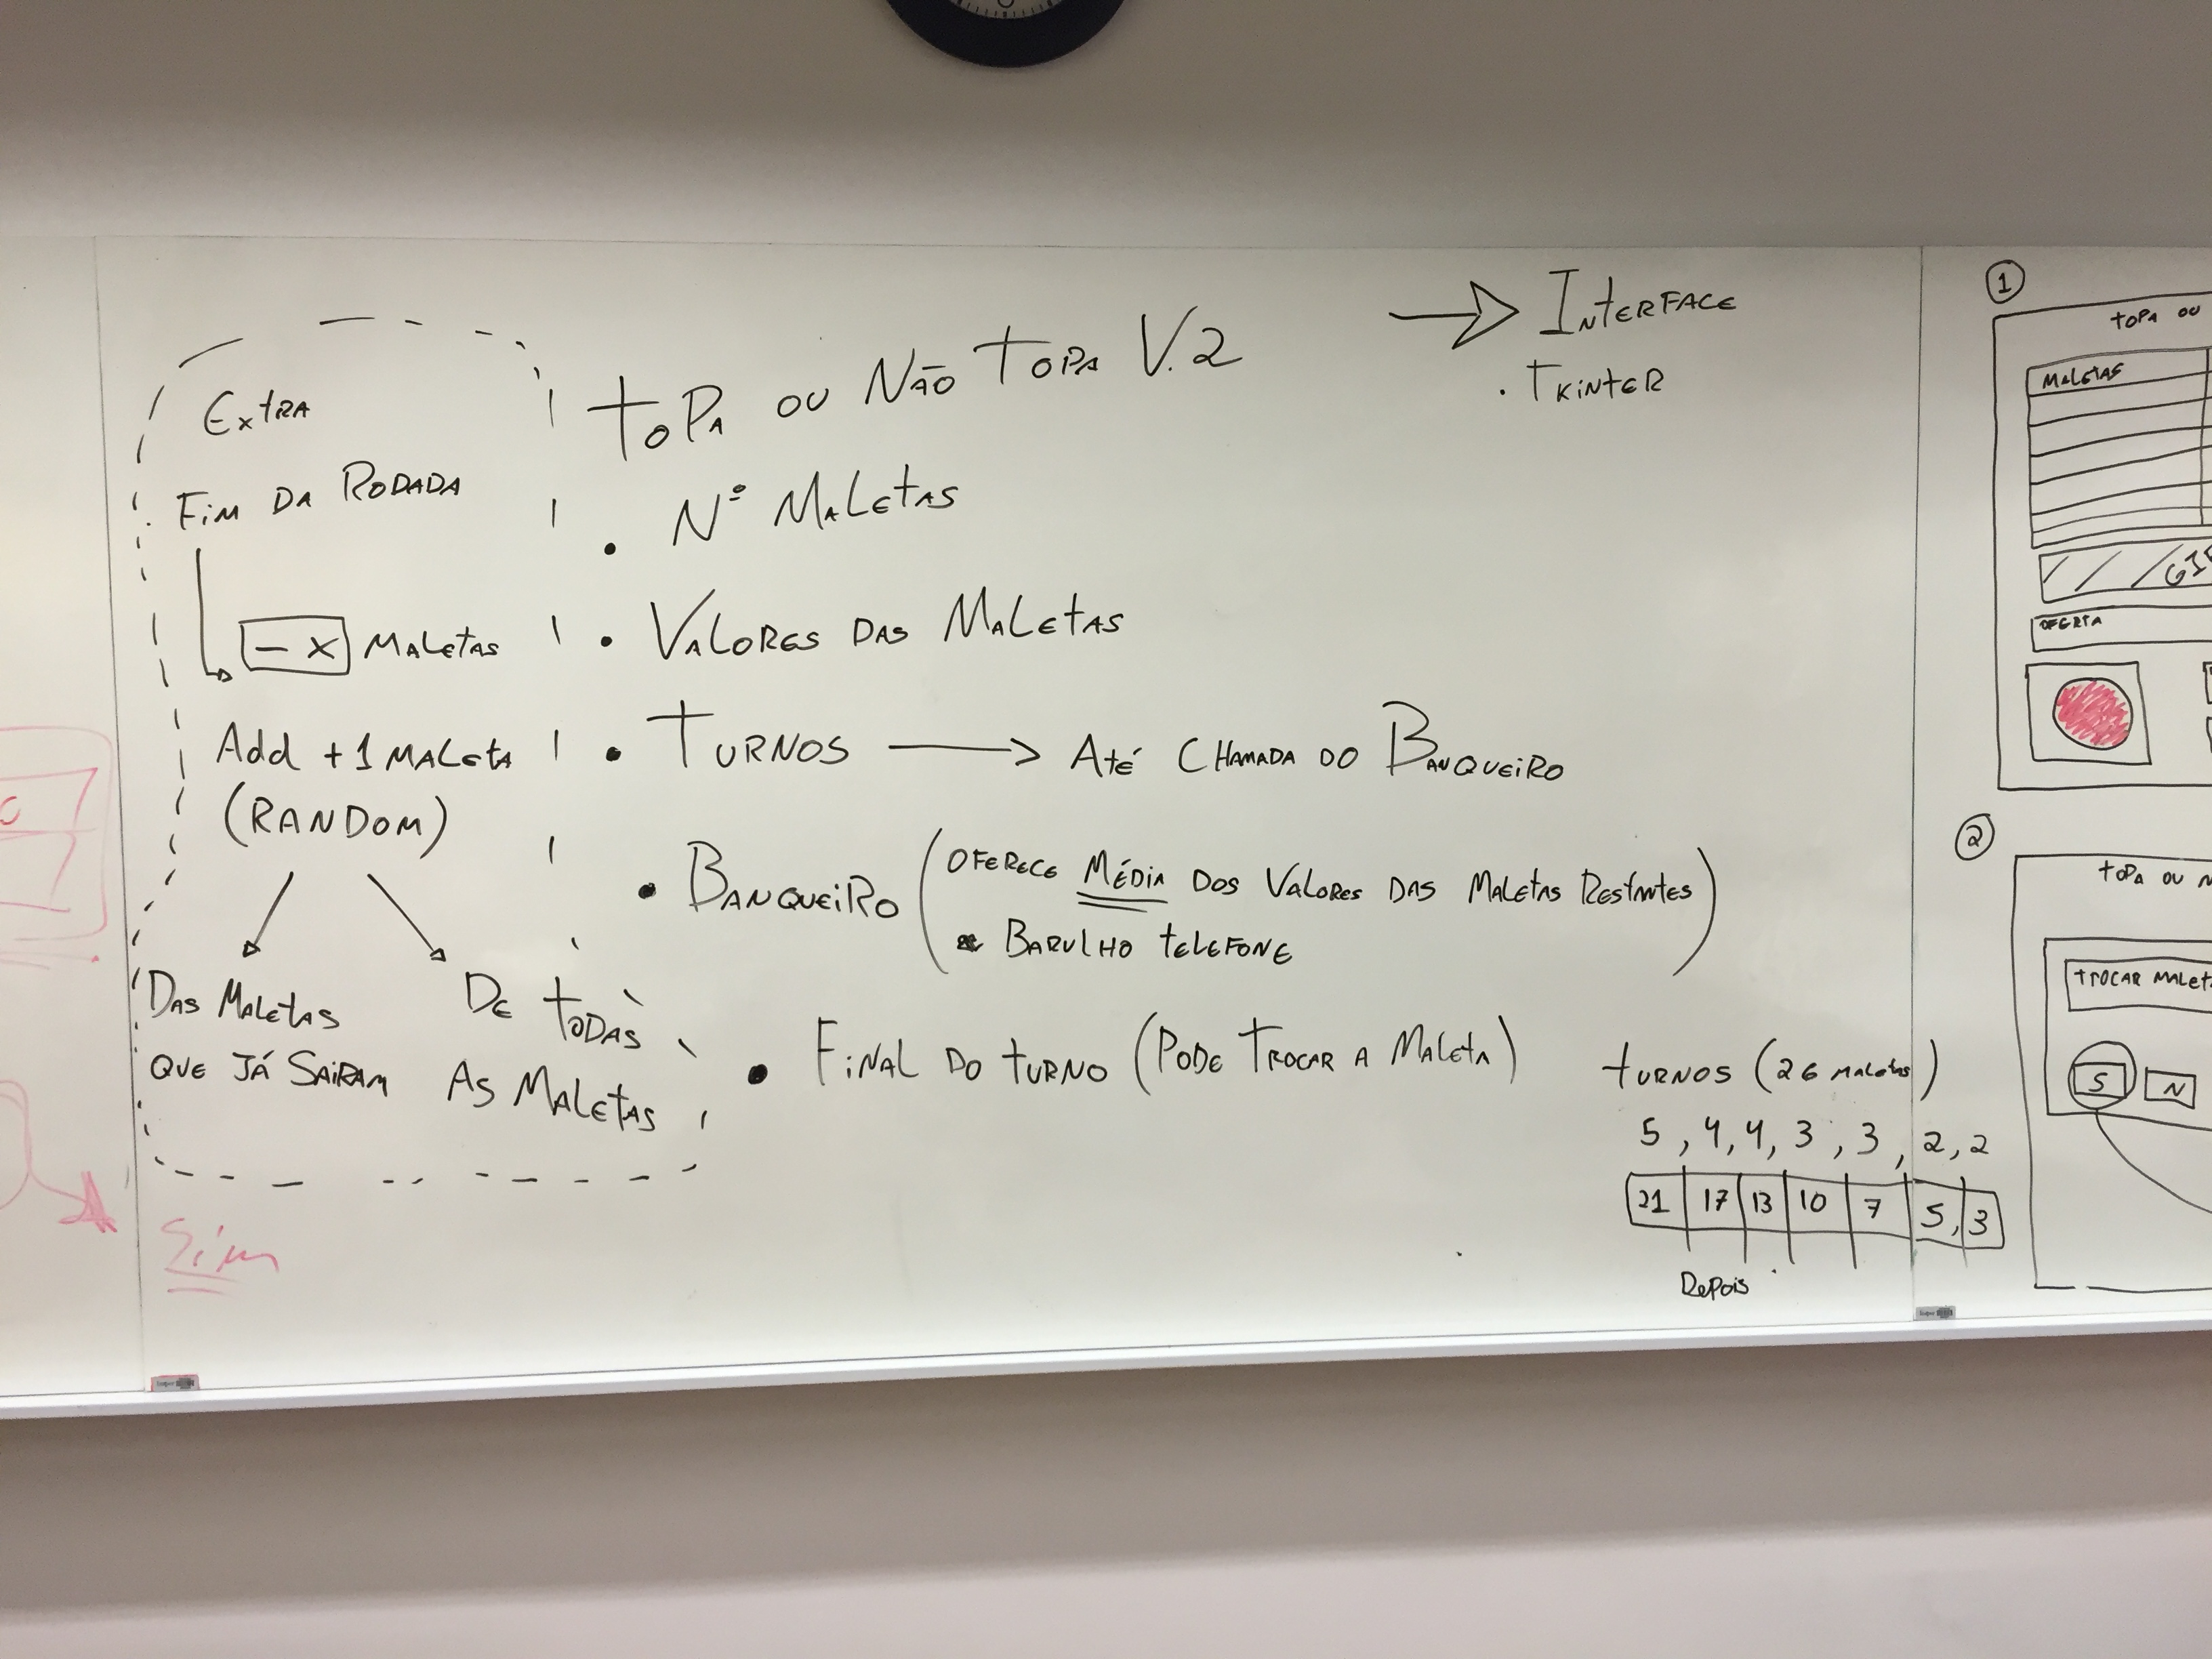 Extra
Fim da Rodada
- x Maletas
Add +1 Maleta
(Random)
Das Maletas
que já sairam
De todas
as Maletas
Sim
Topa ou Não Topa V.2
• Nº Maletas
• Valores das Maletas
• Turnos → Até chamada do Banqueiro
• Banqueiro (oferece Média dos valores das Maletas Restantes
Barulho telefone)
• Final do turno (Pode trocar a Maleta)
→ Interface
. Tkinter
turnos (26 maletas)
5, 4, 4, 3, 3, 2, 2
21 17 13 10 7 5, 3
Depois
1
topa ou
Maletas
oferta
2
topa ou N
trocar malet
S N